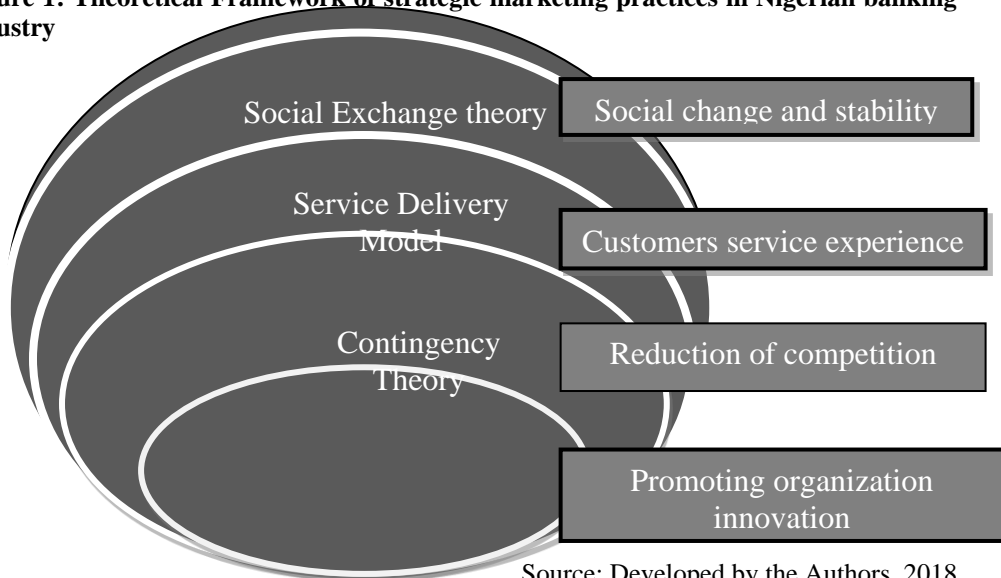 ure 1: Theoretical Framework of strategic marketing practices in Nigerian banking
ustry
Social Exchange theory
Social change and stability
Service Delivery
Model
Customers service experience
Contingency
Theory
Reduction of competition
Promoting organization
innovation
Source: Developed by the Authors, 2018